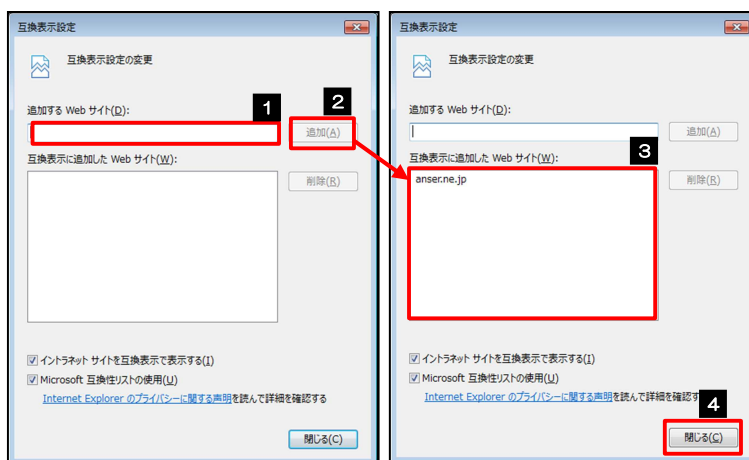 互換表示設定
互換表示設定の変更
追加する Web サイト(D):
1
2
追加(A)
互換表示に追加した Web サイト(W):
削除(R)
イントラネット サイトを互換表示で表示する(I)
Microsoft 互換性リストの使用(U)
Internet Explorer のプライバシーに関する声明を読んで詳細を確認する
閉じる(C)
互換表示設定
互換表示設定の変更
追加する Web サイト(D):
追加(A)
互換表示に追加した Web サイト(W):
3
anser.ne.jp
削除(R)
イントラネット サイトを互換表示で表示する(I)
Microsoft 互換性リストの使用(U)
Internet Explorer のプライバシーに関する声明を読んで詳細を確認す
4
閉じる(C)